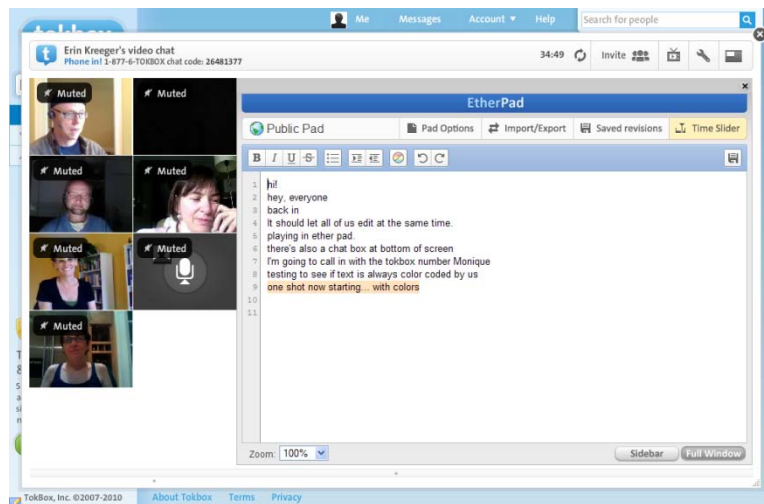 tokbox
Me Messages Account ▼ Help Search for people
Erin Kreeger's video chat
Phone in! 1-877-6-TOKBOX chat code: 26481377
34:49 Invite
Muted Muted
EtherPad
Public Pad Pad Options Import/Export Saved revisions Time Slider
B I U S
1 hi!
2 hey, everyone
3 back in
4 It should let all of us edit at the same time.
5 playing in ether pad.
6 there's also a chat box at bottom of screen
7 I'm going to call in with the tokbox number Monique
8 testing to see if text is always color coded by us
9 one shot now starting... with colors
10
11
Muted Muted
Muted Muted
Muted
Zoom: 100% Sidebar Full Window
TokBox, Inc. ©2007-2010 About Tokbox Terms Privacy